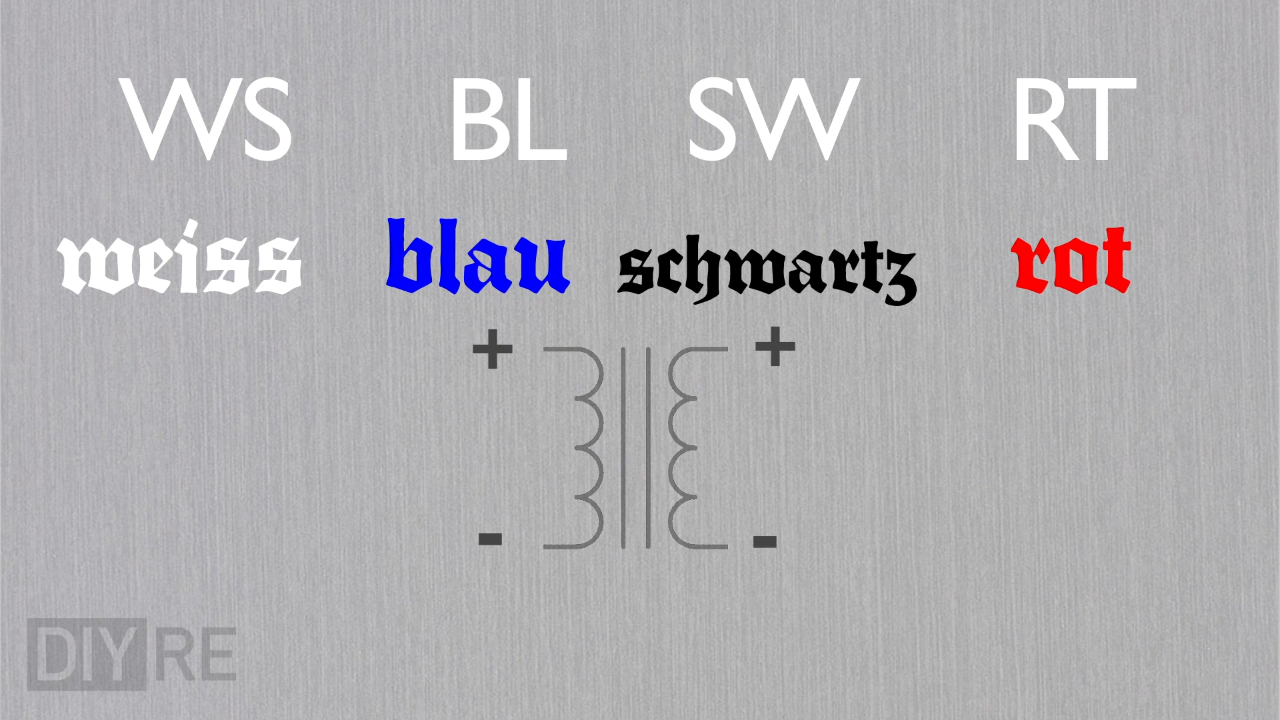 WS BL SW RT
weiss blau schwartz rot
+ +
- -
DIYRE